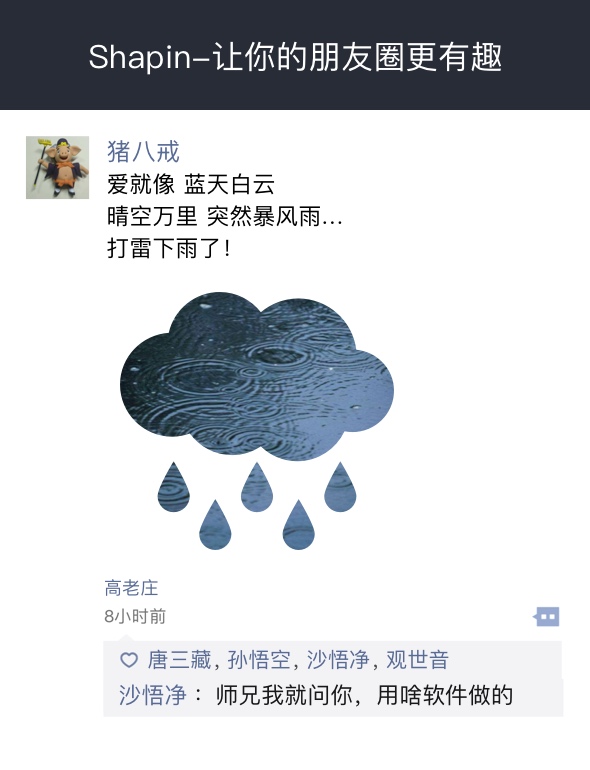 Shapin-让你的朋友圈更有趣
猪八戒
爱就像 蓝天白云
晴空万里 突然暴风雨...
打雷下雨了!
高老庄
8小时前
唐三藏, 孙悟空, 沙悟净, 观世音
沙悟净: 师兄我就问你, 用啥软件做的